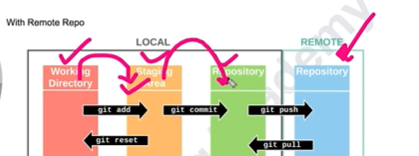 With Remote Repo
LOCAL
REMOTE
Working
Directory
Staging
Area
Repository
Repository
git add
git commit
git push
git reset
git pull